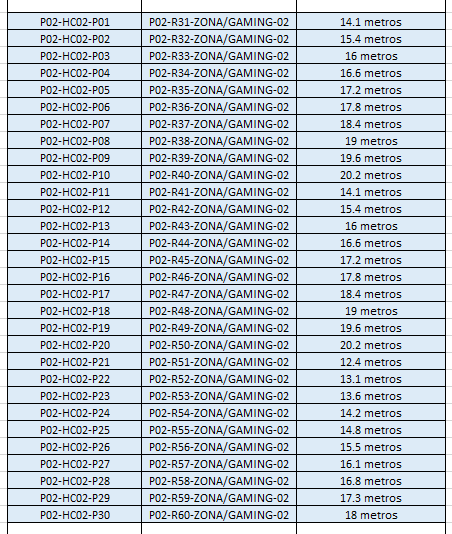 P02-HC02-P01 P02-R31-ZONA/GAMING-02 14.1 metros
P02-HC02-P02 P02-R32-ZONA/GAMING-02 15.4 metros
P02-HC02-P03 P02-R33-ZONA/GAMING-02 16 metros
P02-HC02-P04 P02-R34-ZONA/GAMING-02 16.6 metros
P02-HC02-P05 P02-R35-ZONA/GAMING-02 17.2 metros
P02-HC02-P06 P02-R36-ZONA/GAMING-02 17.8 metros
P02-HC02-P07 P02-R37-ZONA/GAMING-02 18.4 metros
P02-HC02-P08 P02-R38-ZONA/GAMING-02 19 metros
P02-HC02-P09 P02-R39-ZONA/GAMING-02 19.6 metros
P02-HC02-P10 P02-R40-ZONA/GAMING-02 20.2 metros
P02-HC02-P11 P02-R41-ZONA/GAMING-02 14.1 metros
P02-HC02-P12 P02-R42-ZONA/GAMING-02 15.4 metros
P02-HC02-P13 P02-R43-ZONA/GAMING-02 16 metros
P02-HC02-P14 P02-R44-ZONA/GAMING-02 16.6 metros
P02-HC02-P15 P02-R45-ZONA/GAMING-02 17.2 metros
P02-HC02-P16 P02-R46-ZONA/GAMING-02 17.8 metros
P02-HC02-P17 P02-R47-ZONA/GAMING-02 18.4 metros
P02-HC02-P18 P02-R48-ZONA/GAMING-02 19 metros
P02-HC02-P19 P02-R49-ZONA/GAMING-02 19.6 metros
P02-HC02-P20 P02-R50-ZONA/GAMING-02 20.2 metros
P02-HC02-P21 P02-R51-ZONA/GAMING-02 12.4 metros
P02-HC02-P22 P02-R52-ZONA/GAMING-02 13.1 metros
P02-HC02-P23 P02-R53-ZONA/GAMING-02 13.6 metros
P02-HC02-P24 P02-R54-ZONA/GAMING-02 14.2 metros
P02-HC02-P25 P02-R55-ZONA/GAMING-02 14.8 metros
P02-HC02-P26 P02-R56-ZONA/GAMING-02 15.5 metros
P02-HC02-P27 P02-R57-ZONA/GAMING-02 16.1 metros
P02-HC02-P28 P02-R58-ZONA/GAMING-02 16.8 metros
P02-HC02-P29 P02-R59-ZONA/GAMING-02 17.3 metros
P02-HC02-P30 P02-R60-ZONA/GAMING-02 18 metros